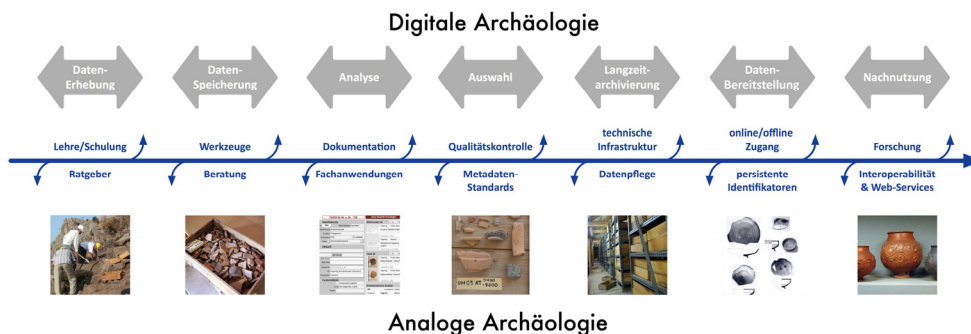 Digitale Archäologie
Daten-
Erhebung
Daten-
Speicherung
Analyse
Auswahl
Langzeit-
archivierung
Daten-
Bereitstellung
Nachnutzung
Lehre/Schulung
Werkzeuge
Dokumentation
Qualitätskontrolle
technische
Infrastruktur
online/offline
Zugang
Forschung
Ratgeber
Beratung
Fachanwendungen
Metadaten-
Standards
Datenpflege
persistente
Identifikatoren
Interoperabilität
& Web-Services
Analoge Archäologie